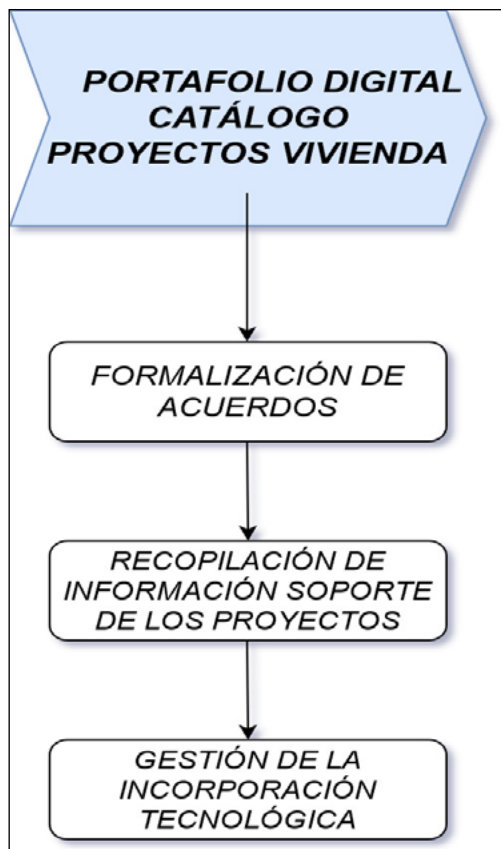 PORTAFOLIO DIGITAL
CATÁLOGO
PROYECTOS VIVIENDA
FORMALIZACIÓN DE
ACUERDOS
RECOPILACIÓN DE
INFORMACIÓN SOPORTE
DE LOS PROYECTOS
GESTIÓN DE LA
INCORPORACIÓN
TECNOLÓGICA